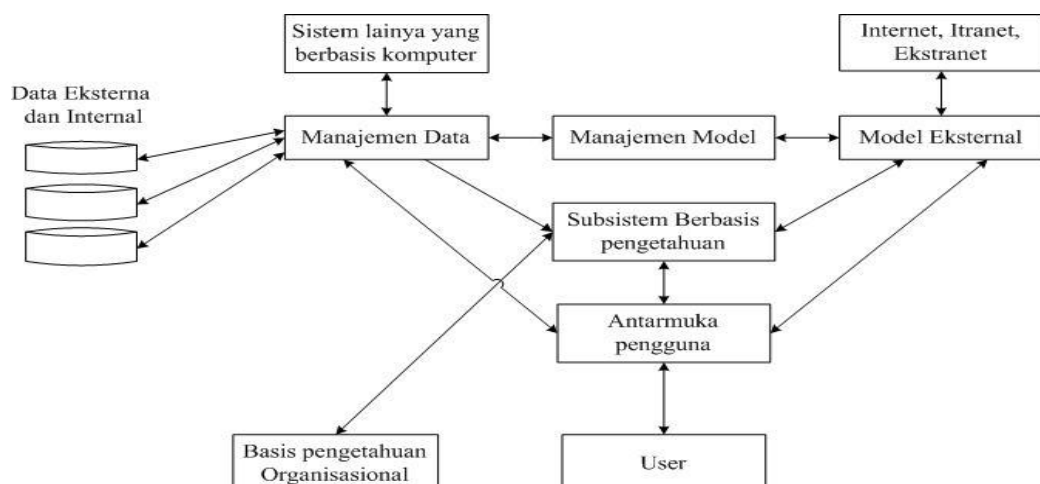 Sistem lainya yang
berbasis komputer
Internet, Itranet,
Ekstranet
Data Eksterna
dan Internal
Manajemen Data
Manajemen Model
Model Eksternal
Subsistem Berbasis
pengetahuan
Antarmuka
pengguna
Basis pengetahuan
Organisasional
User